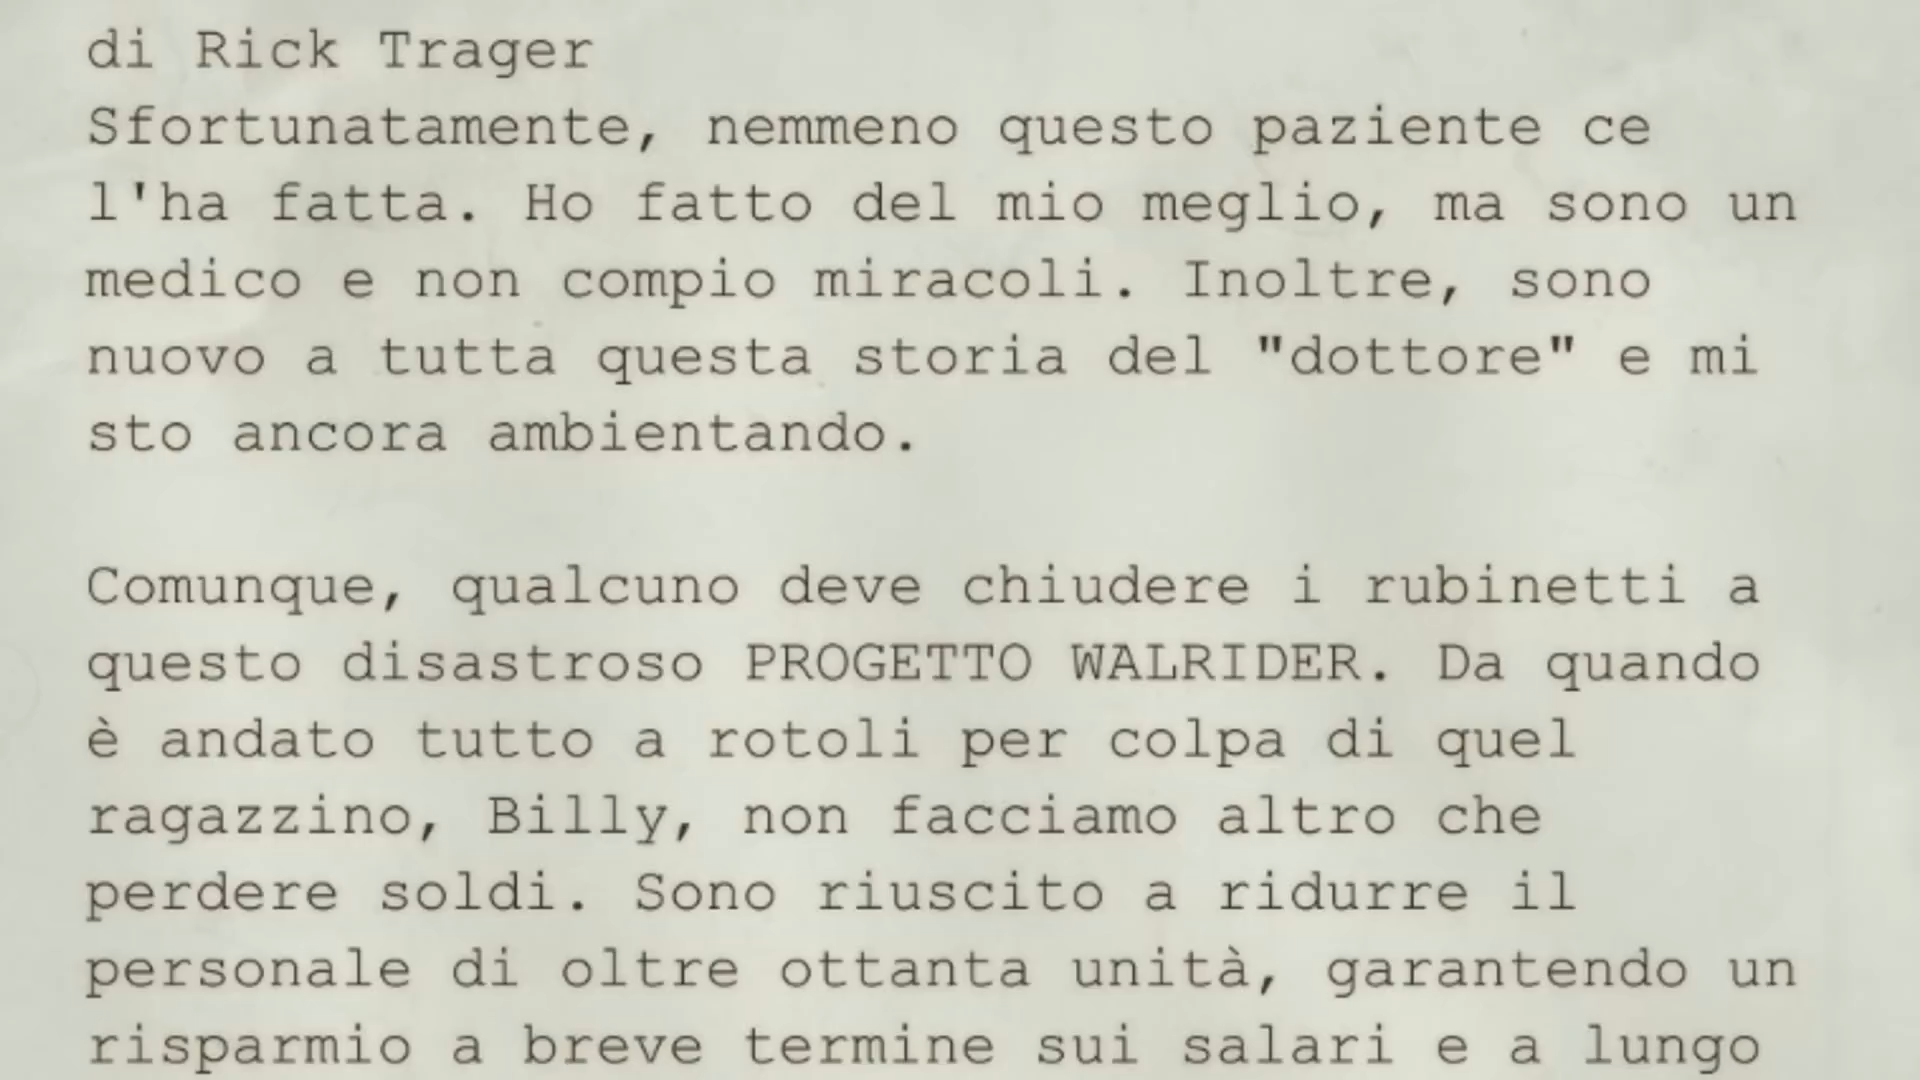 di Rick Trager
Sfortunatamente, nemmeno questo paziente ce
l'ha fatta. Ho fatto del mio meglio, ma sono un
medico e non compio miracoli. Inoltre, sono
nuovo a tutta questa storia del "dottore" e mi
sto ancora ambientando.
Comunque, qualcuno deve chiudere i rubinetti a
questo disastroso PROGETTO WALRIDER. Da quando
è andato tutto a rotoli per colpa di quel
ragazzino, Billy, non facciamo altro che
perdere soldi. Sono riuscito a ridurre il
personale di oltre ottanta unità, garantendo un
risparmio a breve termine sui salari e a lungo